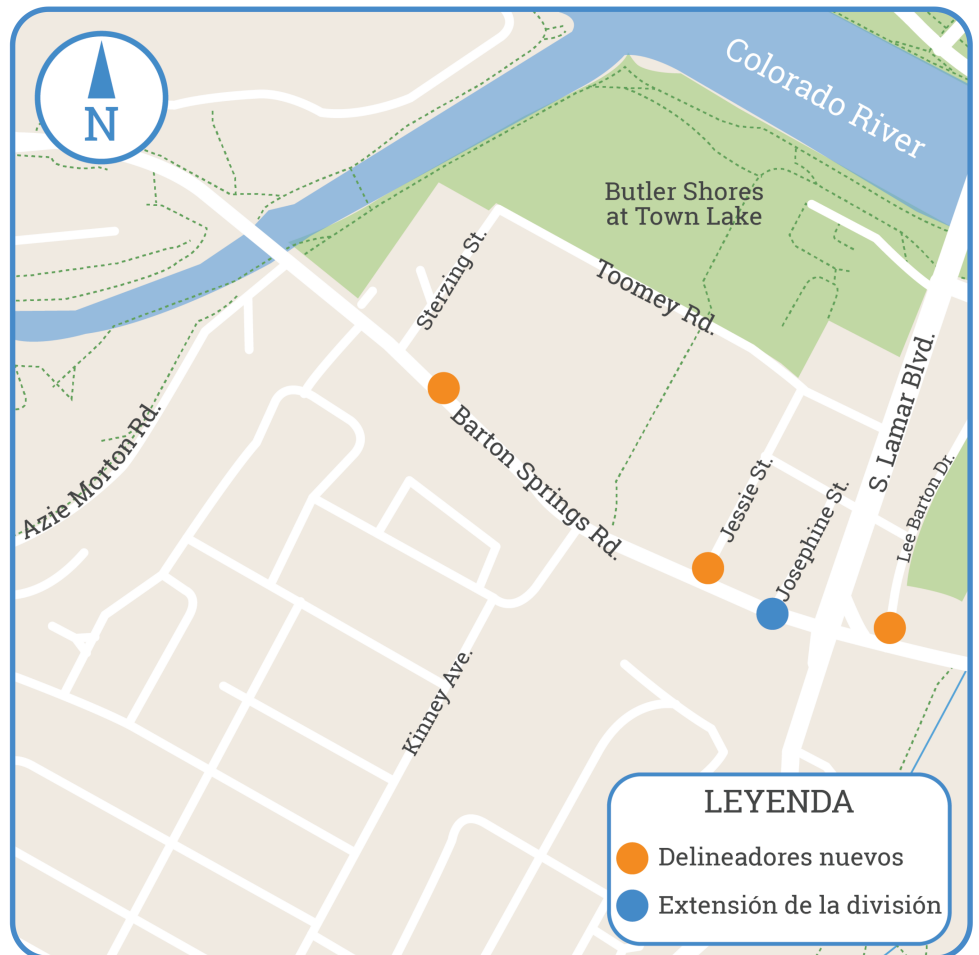 N
Colorado River
Butler Shores
at Town Lake
Sterzing St.
Toomey Rd.
S. Lamar Blvd.
Azie Morton Rd.
Barton Springs Rd.
Jessie St.
Josephine St.
Lee Barton Dr.
Kinney Ave.
LEYENDA
Delineadores nuevos
Extensión de la división